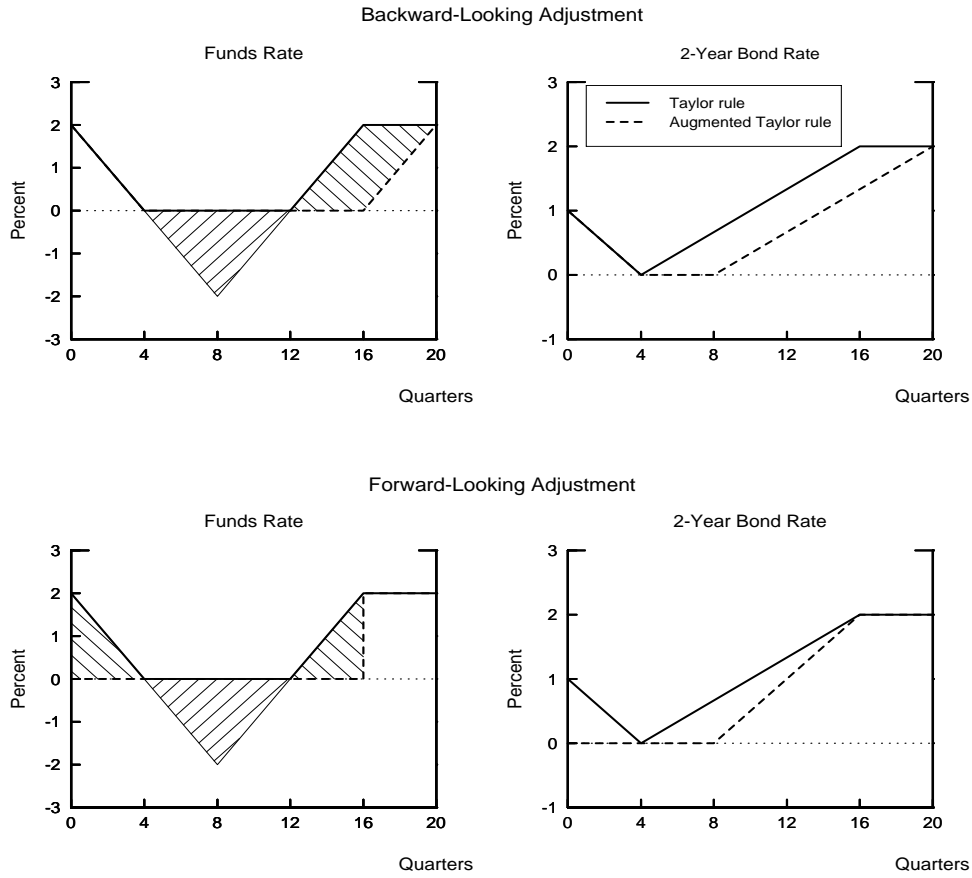 Backward-Looking Adjustment
Funds Rate
2-Year Bond Rate
3
2
1
0
-1
-2
-3
Percent
0 4 8 12 16 20
Quarters
3
2
1
0
-1
Percent
Taylor rule
Augmented Taylor rule
0 4 8 12 16 20
Quarters
Forward-Looking Adjustment
Funds Rate
2-Year Bond Rate
3
2
1
0
-1
-2
-3
Percent
0 4 8 12 16 20
Quarters
3
2
1
0
-1
Percent
0 4 8 12 16 20
Quarters